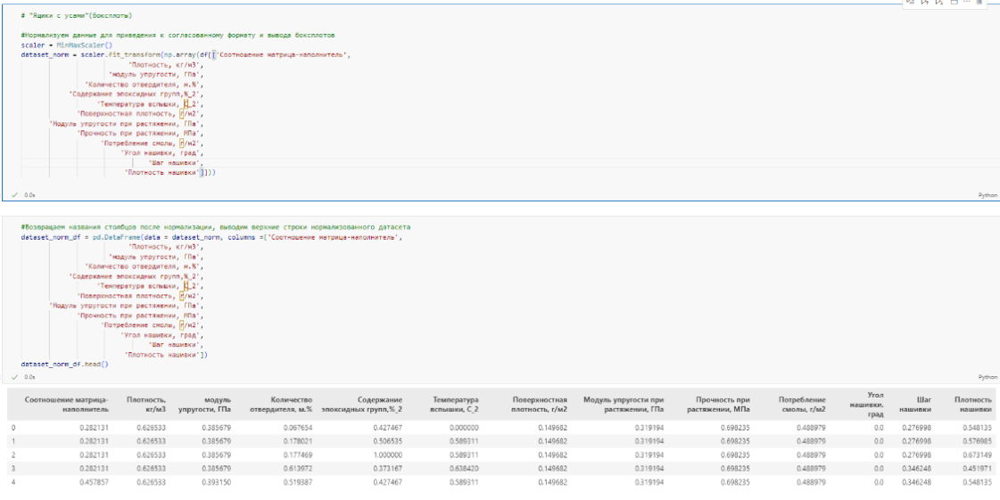 # "Ящики с усами"(боксплоты)
#Нормализуем данные для приведения к согласованному формату и вывода боксплотов
scaler = MinMaxScaler()
dataset_norm = scaler.fit_transform(np.array(df[['Соотношение матрица-наполнитель',
'Плотность, кг/м3',
'модуль упругости, ГПа',
'Количество отвердителя, м.%',
'Содержание эпоксидных групп,%_2',
'Температура вспышки, С_2',
'Поверхностная плотность, г/м2',
'Модуль упругости при растяжении, ГПа',
'Прочность при растяжении, МПа',
'Потребление смолы, г/м2',
'Угол нашивки, град',
'Шаг нашивки',
'Плотность нашивки']]))
0.0s Python
#Возвращаем названия столбцов после нормализации, выводим верхние строки нормализованного датасета
dataset_norm_df = pd.DataFrame(data = dataset_norm, columns =['Соотношение матрица-наполнитель',
'Плотность, кг/м3',
'модуль упругости, ГПа',
'Количество отвердителя, м.%',
'Содержание эпоксидных групп,%_2',
'Температура вспышки, С_2',
'Поверхностная плотность, г/м2',
'Модуль упругости при растяжении, ГПа',
'Прочность при растяжении, МПа',
'Потребление смолы, г/м2',
'Угол нашивки, град',
'Шаг нашивки',
'Плотность нашивки'])
dataset_norm_df.head()
0.0s Python
Соотношение матрица-наполнитель Плотность, кг/м3 модуль упругости, ГПа Количество отвердителя, м.% Содержание эпоксидных групп,%_2 Температура вспышки, С_2 Поверхностная плотность, г/м2 Модуль упругости при растяжении, ГПа Прочность при растяжении, МПа Потребление смолы, г/м2 Угол нашивки, град Шаг нашивки Плотность нашивки
0 0.282131 0.626533 0.385679 0.067654 0.427467 0.000000 0.149682 0.319194 0.698235 0.488979 0.0 0.276998 0.548135
1 0.282131 0.626533 0.385679 0.178021 0.506535 0.589311 0.149682 0.319194 0.698235 0.488979 0.0 0.276998 0.576985
2 0.282131 0.626533 0.385679 0.177469 1.000000 0.589311 0.149682 0.319194 0.698235 0.488979 0.0 0.276998 0.673149
3 0.282131 0.626533 0.385679 0.613972 0.373167 0.638420 0.149682 0.319194 0.698235 0.488979 0.0 0.346248 0.451971
4 0.457857 0.626533 0.393150 0.519387 0.427467 0.589311 0.149682 0.319194 0.698235 0.488979 0.0 0.346248 0.548135